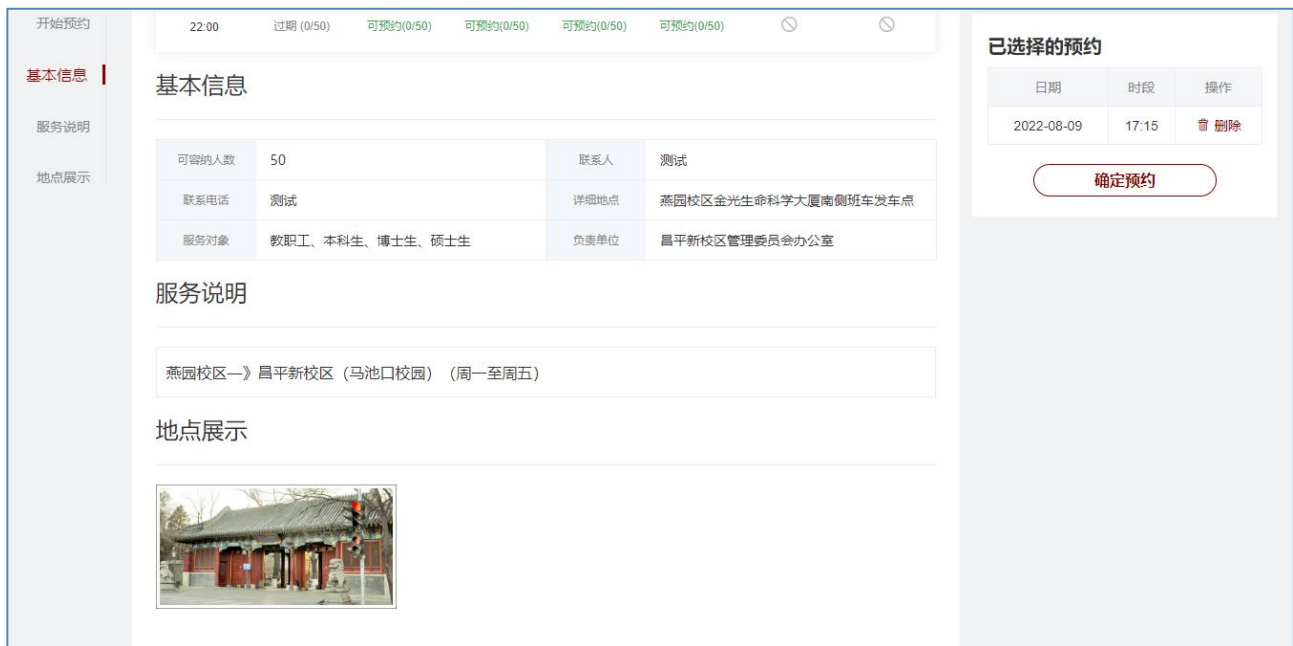 开始预约
基本信息
服务说明
地点展示
22:00 过期 (0/50) 可预约(0/50) 可预约(0/50) 可预约(0/50) 可预约(0/50)
基本信息
可容纳人数 50 联系人 测试
联系电话 测试 详细地点 燕园校区金光生命科学大厦南侧班车发车点
服务对象 教职工、本科生、博士生、硕士生 负责单位 昌平新校区管理委员会办公室
服务说明
燕园校区—》昌平新校区（马池口校园）（周一至周五）
地点展示
已选择的预约
日期 时段 操作
2022-08-09 17:15 删除
确定预约